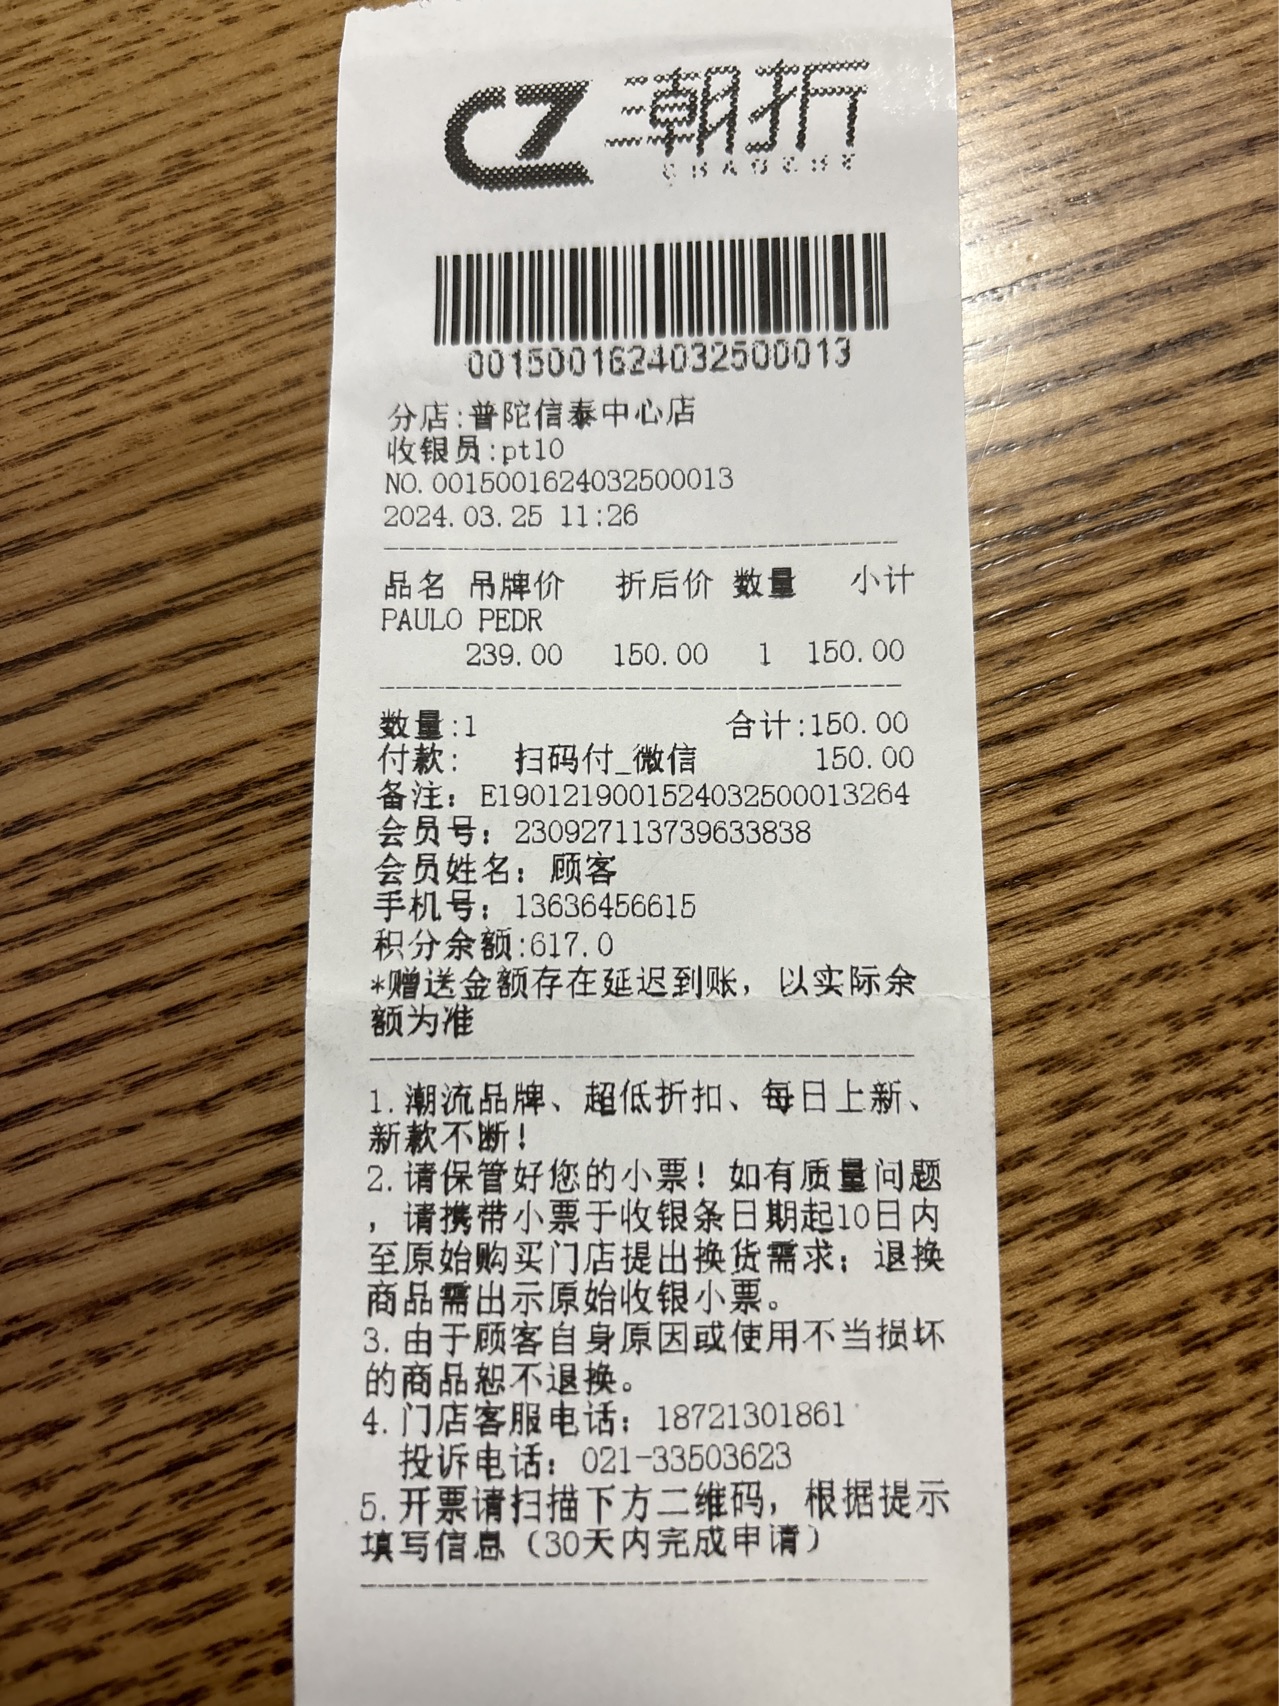 CZ 潮折
CHAOZHE
0015001624032500013
分店:普陀信泰中心店
收银员:pt10
NO.0015001624032500013
2024.03.25 11:26
品名 吊牌价 折后价 数量 小计
PAULO PEDR
239.00 150.00 1 150.00
数量:1 合计:150.00
付款: 扫码付_微信 150.00
备注: E1901219001524032500013264
会员号: 230927113739633838
会员姓名: 顾客
手机号: 13636456615
积分余额:617.0
*赠送金额存在延迟到账, 以实际余
额为准
1.潮流品牌、超低折扣、每日上新、
新款不断!
2.请保管好您的小票! 如有质量问题
, 请携带小票于收银条日期起10日内
至原始购买门店提出换货需求; 退换
商品需出示原始收银小票。
3.由于顾客自身原因或使用不当损坏
的商品恕不退换。
4.门店客服电话: 18721301861
投诉电话: 021-33503623
5.开票请扫描下方二维码, 根据提示
填写信息 (30天内完成申请)